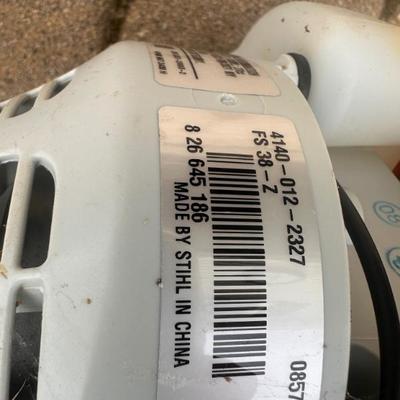 4140-012-2327
FS 38-Z
8 26 645 186
MADE BY STIHL IN CHINA
0857